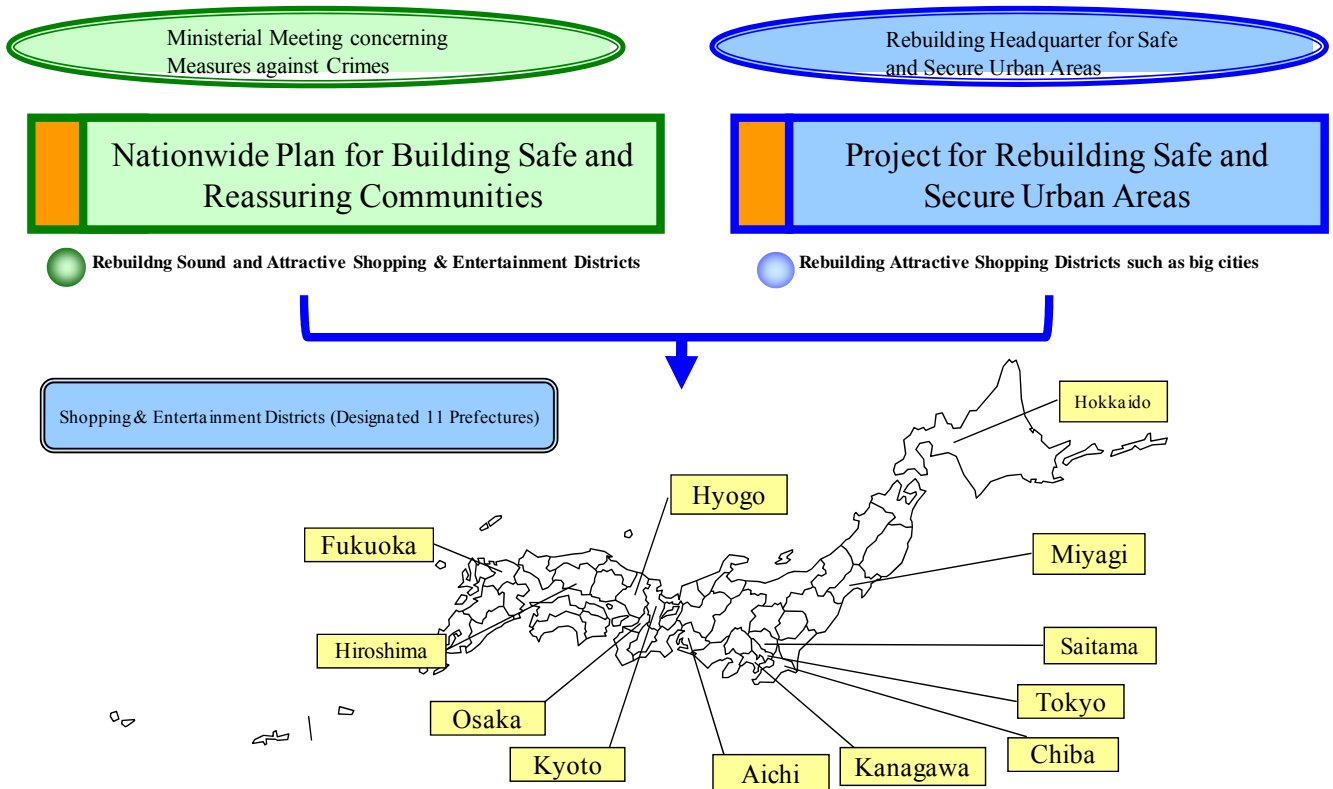 Ministerial Meeting concerning
Measures against Crimes
Rebuilding Headquarter for Safe
and Secure Urban Areas
Nationwide Plan for Building Safe and
Reassuring Communities
Project for Rebuilding Safe and
Secure Urban Areas
Rebuildng Sound and Attractive Shopping & Entertainment Districts
Rebuilding Attractive Shopping Districts such as big cities
Shopping & Entertainment Districts (Designated 11 Prefectures)
Hokkaido
Hyogo
Fukuoka
Miyagi
Hiroshima
Saitama
Tokyo
Osaka
Chiba
Kyoto
Aichi
Kanagawa